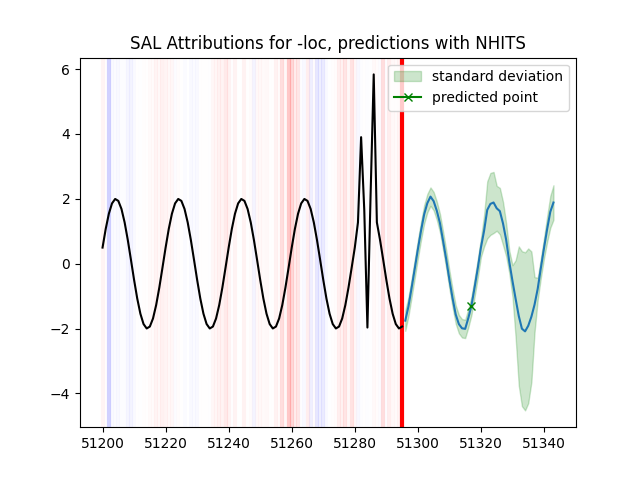 SAL Attributions for -loc, predictions with NHITS
standard deviation
predicted point
6
4
2
0
−2
−4
51200 51220 51240 51260 51280 51300 51320 51340